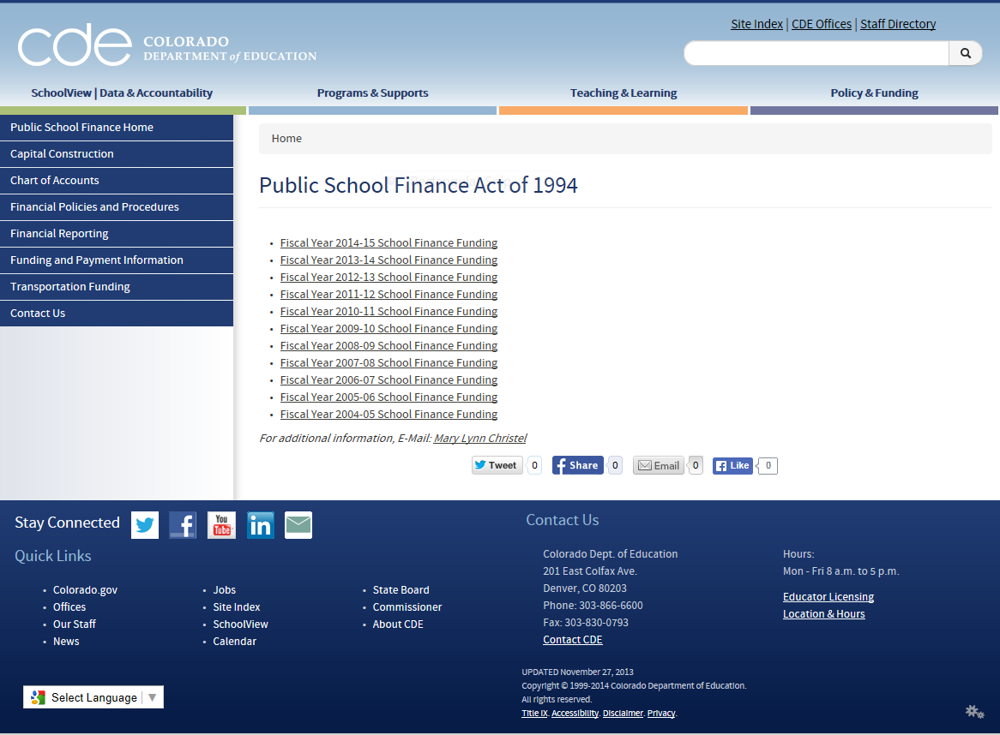 Site Index | CDE Offices | Staff Directory
cde COLORADO
DEPARTMENT of EDUCATION
SchoolView | Data & Accountability
Programs & Supports
Teaching & Learning
Policy & Funding
Public School Finance Home
Capital Construction
Chart of Accounts
Financial Policies and Procedures
Financial Reporting
Funding and Payment Information
Transportation Funding
Contact Us
Home
Public School Finance Act of 1994
• Fiscal Year 2014-15 School Finance Funding
• Fiscal Year 2013-14 School Finance Funding
• Fiscal Year 2012-13 School Finance Funding
• Fiscal Year 2011-12 School Finance Funding
• Fiscal Year 2010-11 School Finance Funding
• Fiscal Year 2009-10 School Finance Funding
• Fiscal Year 2008-09 School Finance Funding
• Fiscal Year 2007-08 School Finance Funding
• Fiscal Year 2006-07 School Finance Funding
• Fiscal Year 2005-06 School Finance Funding
• Fiscal Year 2004-05 School Finance Funding
For additional information, E-Mail: Mary Lynn Christel
Tweet 0 Share 0 Email 0 Like 0
Stay Connected
You Tube
in
Quick Links
• Colorado.gov
• Offices
• Our Staff
• News
• Jobs
• Site Index
• SchoolView
• Calendar
• State Board
• Commissioner
• About CDE
Select Language ▼
Contact Us
Colorado Dept. of Education
201 East Colfax Ave.
Denver, CO 80203
Phone: 303-866-6600
Fax: 303-830-0793
Contact CDE
Hours:
Mon - Fri 8 a.m. to 5 p.m.
Educator Licensing
Location & Hours
UPDATED November 27, 2013
Copyright © 1999-2014 Colorado Department of Education.
All rights reserved.
Title IX. Accessibility. Disclaimer. Privacy.